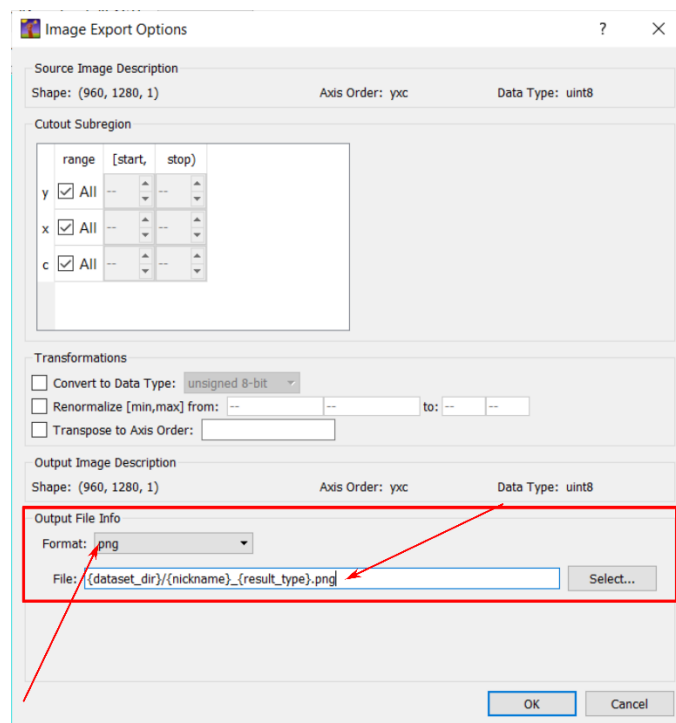 Image Export Options ? ×
Source Image Description
Shape: (960, 1280, 1) Axis Order: yxc Data Type: uint8
Cutout Subregion
range [start, stop)
y All -- --
x All -- --
c All -- --
Transformations
Convert to Data Type: unsigned 8-bit
Renormalize [min,max] from: -- -- to: -- --
Transpose to Axis Order:
Output Image Description
Shape: (960, 1280, 1) Axis Order: yxc Data Type: uint8
Output File Info
Format: png
File: {dataset_dir}/{nickname}_{result_type}.png Select...
OK Cancel